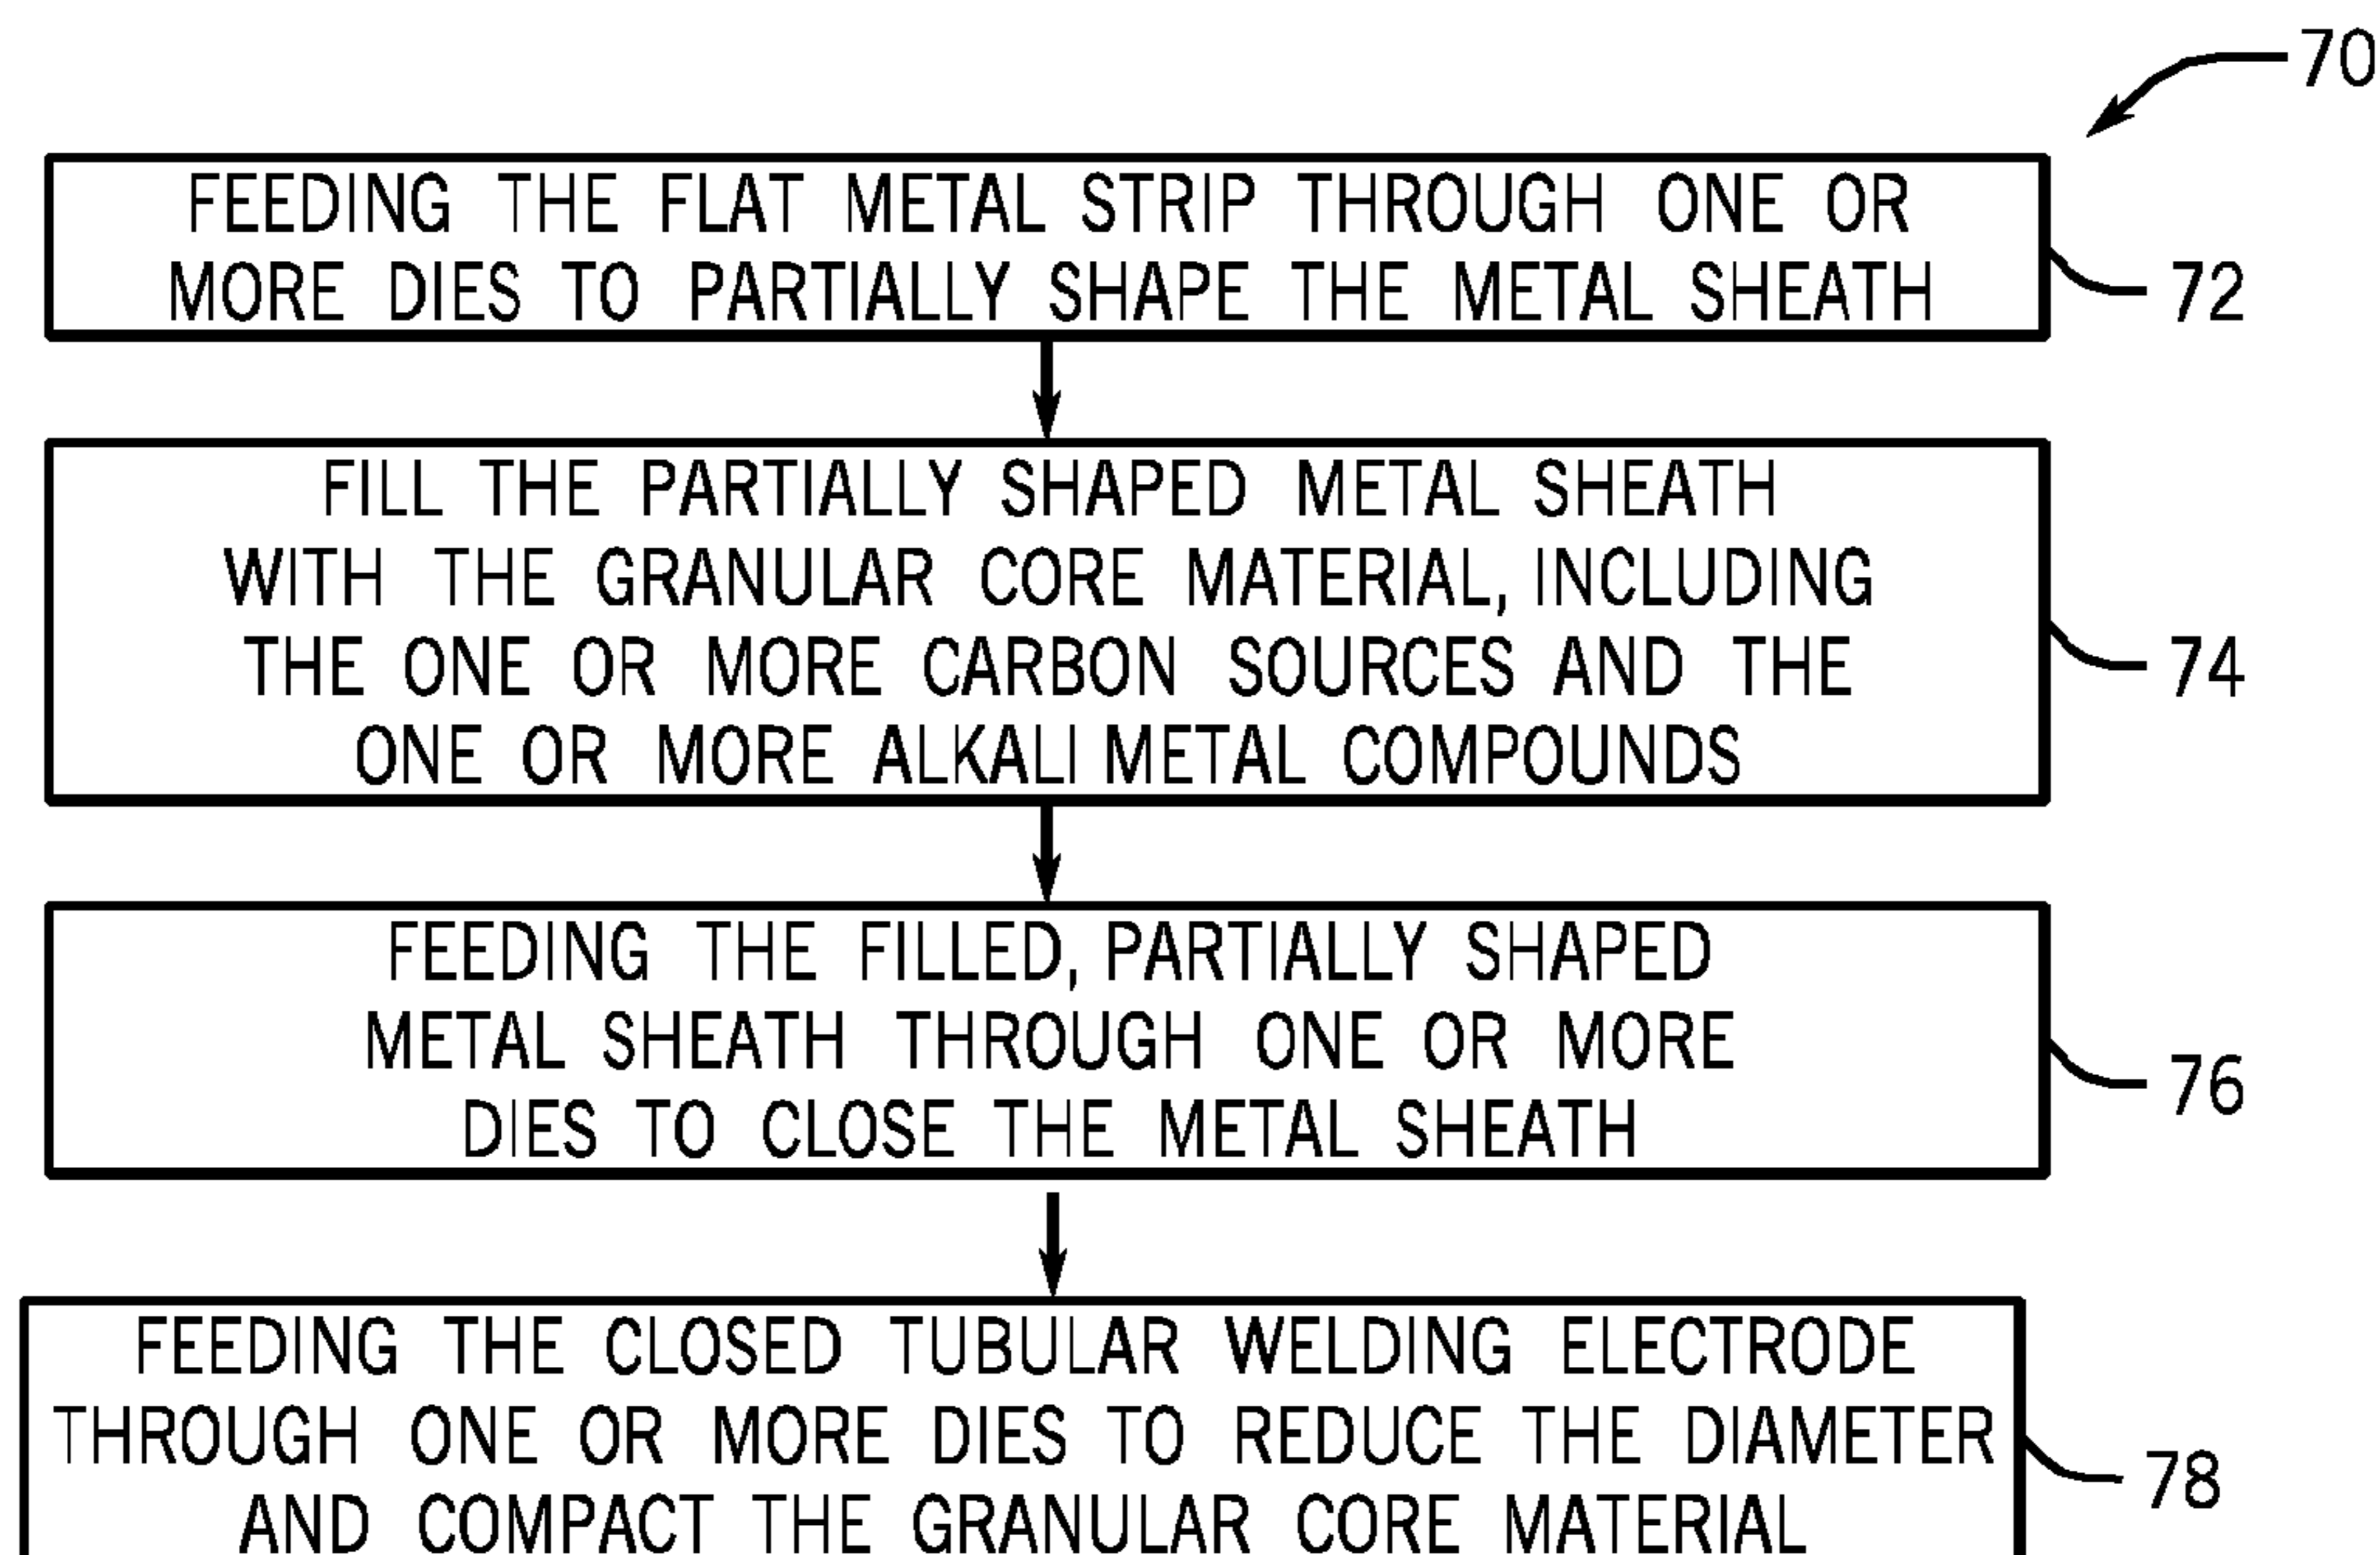 70
FEEDING THE FLAT METAL STRIP THROUGH ONE OR
MORE DIES TO PARTIALLY SHAPE THE METAL SHEATH
72
FILL THE PARTIALLY SHAPED METAL SHEATH
WITH THE GRANULAR CORE MATERIAL, INCLUDING
THE ONE OR MORE CARBON SOURCES AND THE
ONE OR MORE ALKALI METAL COMPOUNDS
74
FEEDING THE FILLED, PARTIALLY SHAPED
METAL SHEATH THROUGH ONE OR MORE
DIES TO CLOSE THE METAL SHEATH
76
FEEDING THE CLOSED TUBULAR WELDING ELECTRODE
THROUGH ONE OR MORE DIES TO REDUCE THE DIAMETER
AND COMPACT THE GRANULAR CORE MATERIAL
78